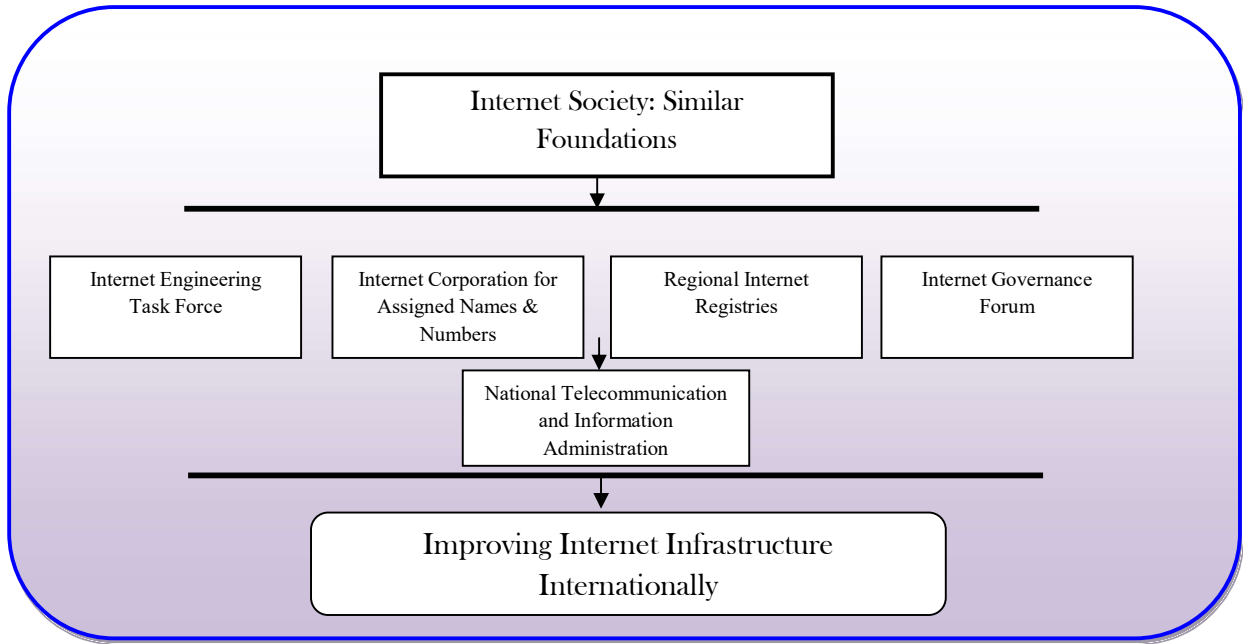 Internet Society: Similar
Foundations
Internet Engineering
Task Force
Internet Corporation for
Assigned Names &
Numbers
Regional Internet
Registries
Internet Governance
Forum
National Telecommunication
and Information
Administration
Improving Internet Infrastructure
Internationally